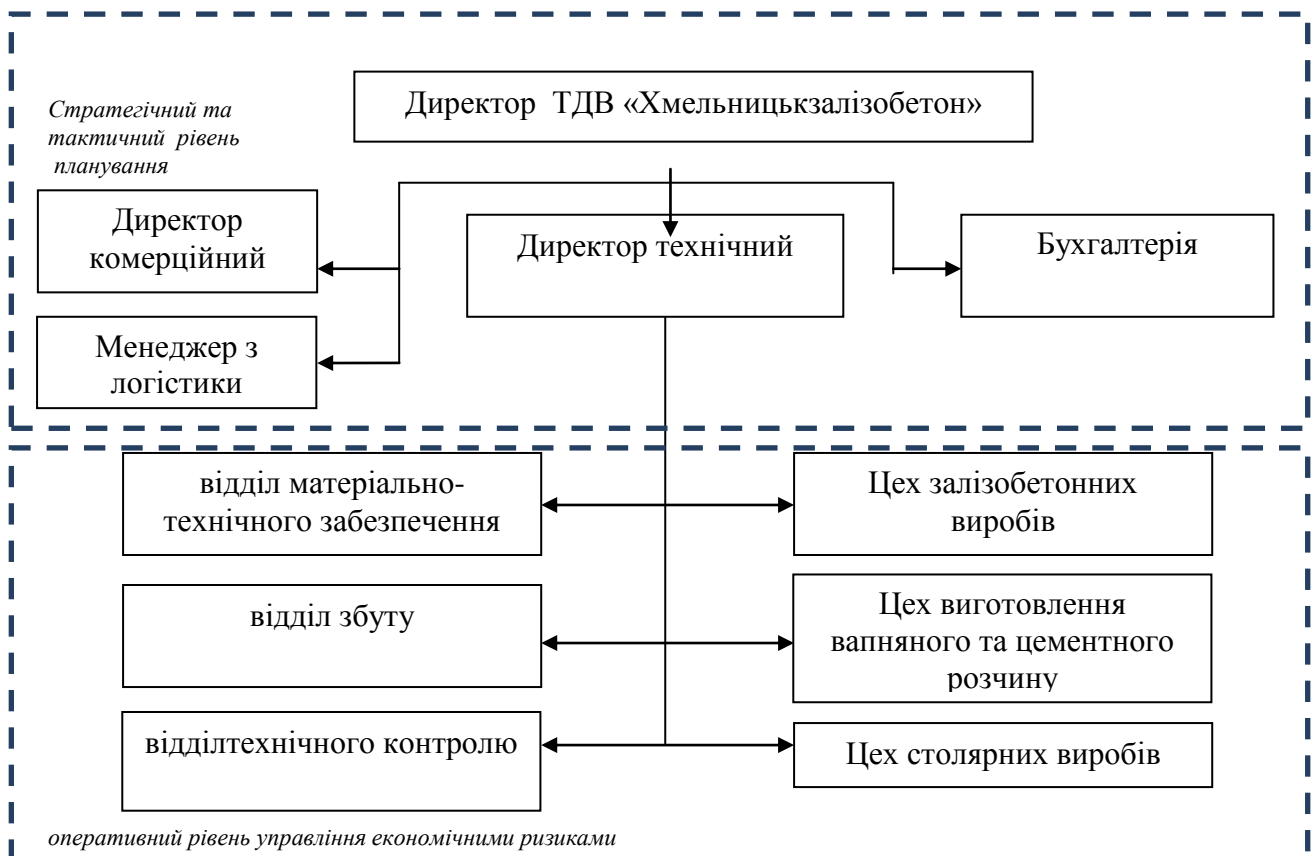 Директор ТДВ «Хмельницькзалізобетон»
Стратегічний та
тактичний рівень
планування
Директор
комерційний
Директор технічний
Бухгалтерія
Менеджер з
логістики
відділ матеріально-
технічного забезпечення
Цех залізобетонних
виробів
відділ збуту
Цех виготовлення
вапняного та цементного
розчину
відділтехнічного контролю
Цех столярних виробів
оперативний рівень управління економічними ризиками